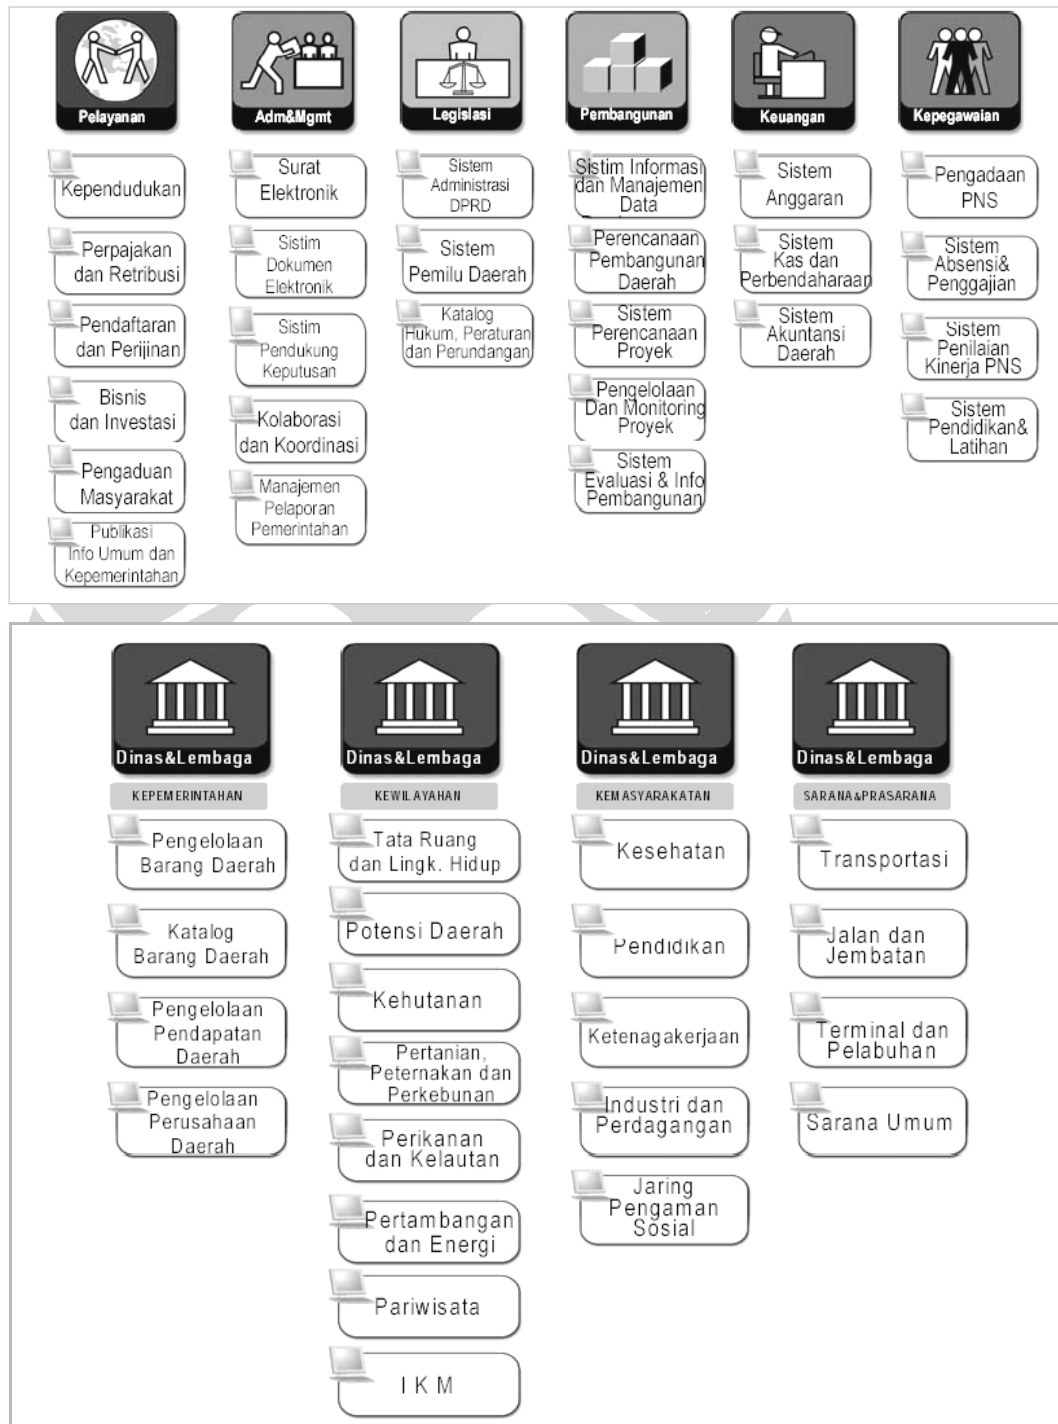 Pelayanan
Kependudukan
Perpajakan
dan Retribusi
Pendaftaran
dan Perijinan
Bisnis
dan Investasi
Pengaduan
Masyarakat
Publikasi
Info Umum dan
Kepemerintahan
Adm&Mgmt
Surat
Elektronik
Sistim
Dokumen
Elektronik
Sistim
Pendukung
Keputusan
Kolaborasi
dan Koordinasi
Manajemen
Pelaporan
Pemerintahan
Legislasi
Sistem
Administrasi
DPRD
Sistem
Pemilu Daerah
Katalog
Hukum, Peraturan
dan Perundangan
Pembangunan
Sistim Informasi
dan Manajemen
Data
Perencanaan
Pembangunan
Daerah
Sistem
Perencanaan
Proyek
Pengelolaan
Dan Monitoring
Proyek
Sistem
Evaluasi & Info
Pembangunan
Keuangan
Sistem
Anggaran
Sistem
Kas dan
Perbendaharaan
Sistem
Akuntansi
Daerah
Kepegawaian
Pengadaan
PNS
Sistem
Absensi&
Penggajian
Sistem
Penilaian
Kinerja PNS
Sistem
Pendidikan&
Latihan
Dinas&Lembaga
KEPEMERINTAHAN
Pengelolaan
Barang Daerah
Katalog
Barang Daerah
Pengelolaan
Pendapatan
Daerah
Pengelolaan
Perusahaan
Daerah
Dinas&Lembaga
KEWILAYAHAN
Tata Ruang
dan Lingk. Hidup
Potensi Daerah
Kehutanan
Pertanian,
Peternakan dan
Perkebunan
Perikanan
dan Kelautan
Pertambangan
dan Energi
Pariwisata
I K M
Dinas&Lembaga
KEMASYARAKATAN
Kesehatan
Pendidikan
Ketenagakerjaan
Industri dan
Perdagangan
Jaring
Pengaman
Sosial
Dinas&Lembaga
SARANA&PRASARANA
Transportasi
Jalan dan
Jembatan
Terminal dan
Pelabuhan
Sarana Umum